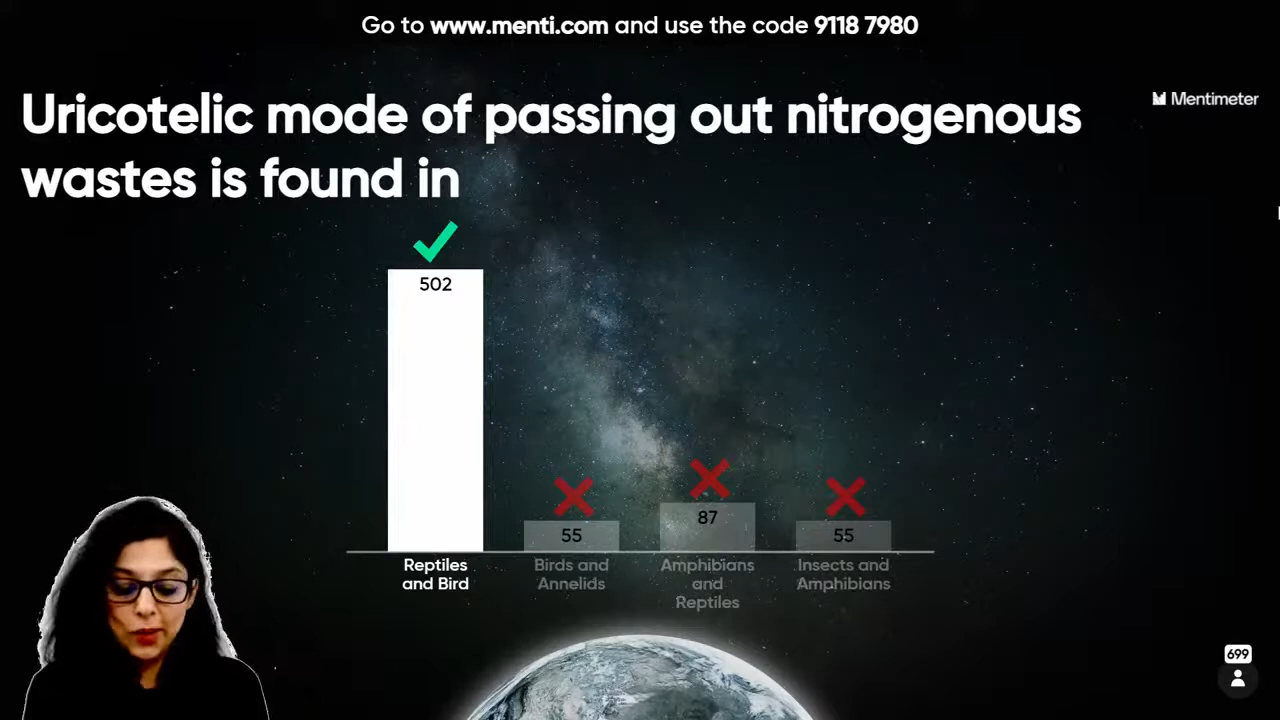 Go to www.menti.com and use the code 9118 7980
Mentimeter
Uricotelic mode of passing out nitrogenous
wastes is found in
502
55
87
55
Reptiles
and Bird
Birds and
Annelids
Amphibians
and
Reptiles
Insects and
Amphibians
699